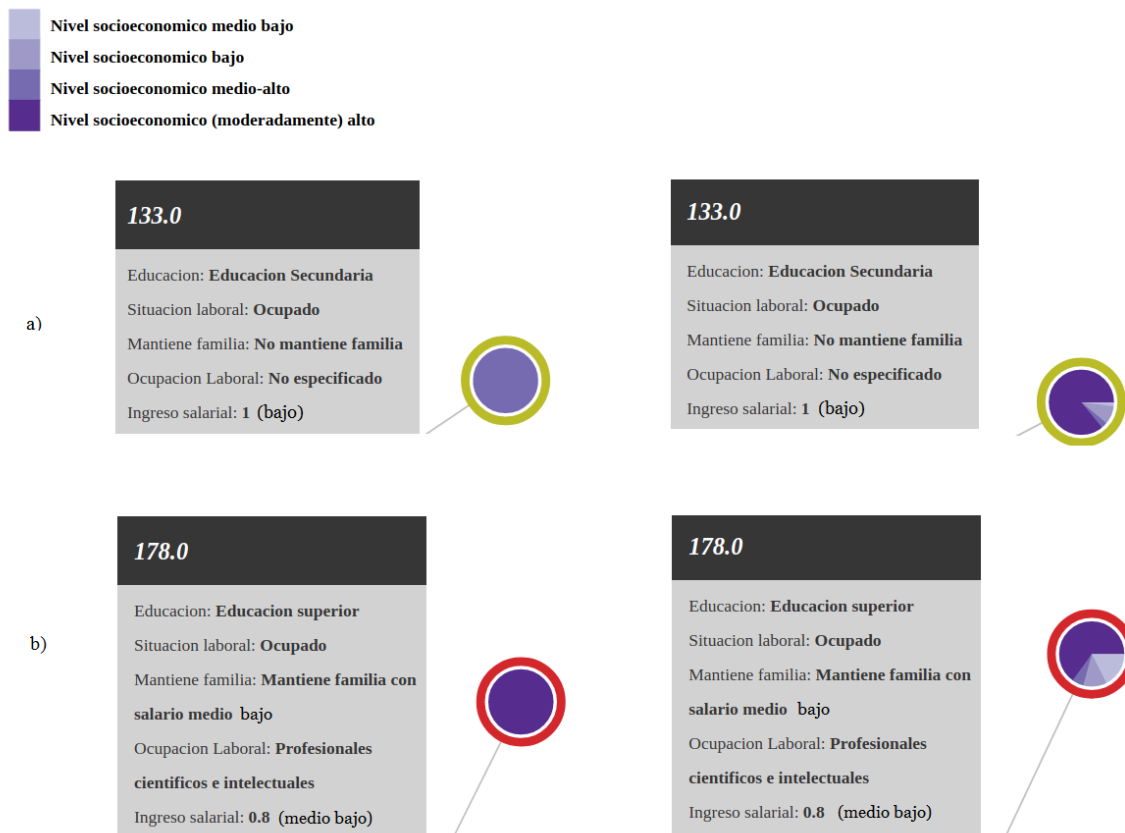 Nivel socioeconomico medio bajo
Nivel socioeconomico bajo
Nivel socioeconomico medio-alto
Nivel socioeconomico (moderadamente) alto
a)
133.0
Educacion: Educacion Secundaria
Situacion laboral: Ocupado
Mantiene familia: No mantiene familia
Ocupacion Laboral: No especificado
Ingreso salarial: 1 (bajo)
133.0
Educacion: Educacion Secundaria
Situacion laboral: Ocupado
Mantiene familia: No mantiene familia
Ocupacion Laboral: No especificado
Ingreso salarial: 1 (bajo)
b)
178.0
Educacion: Educacion superior
Situacion laboral: Ocupado
Mantiene familia: Mantiene familia con
salario medio bajo
Ocupacion Laboral: Profesionales
cientificos e intelectuales
Ingreso salarial: 0.8 (medio bajo)
178.0
Educacion: Educacion superior
Situacion laboral: Ocupado
Mantiene familia: Mantiene familia con
salario medio bajo
Ocupacion Laboral: Profesionales
cientificos e intelectuales
Ingreso salarial: 0.8 (medio bajo)